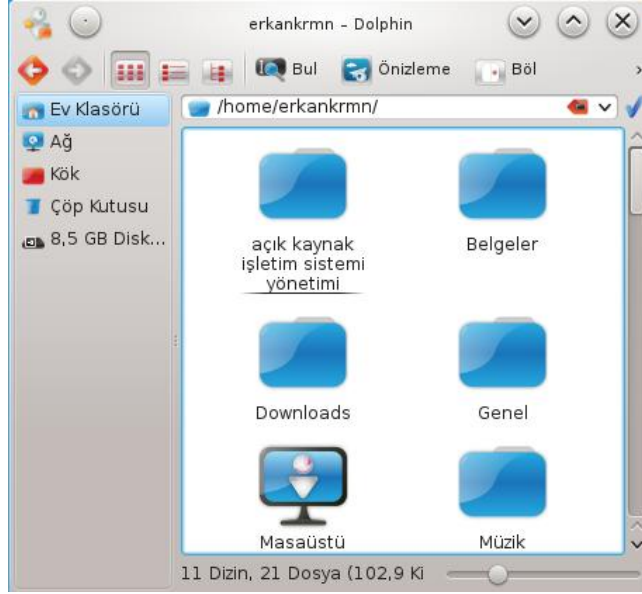 erkankrmn – Dolphin
Bul Önizleme Böl
Ev Klasörü
Ağ
Kök
Çöp Kutusu
8,5 GB Disk...
/home/erkankrmn/
açık kaynak
işletim sistemi
yönetimi
Belgeler
Downloads
Genel
Masaüstü
Müzik
11 Dizin, 21 Dosya (102,9 Ki